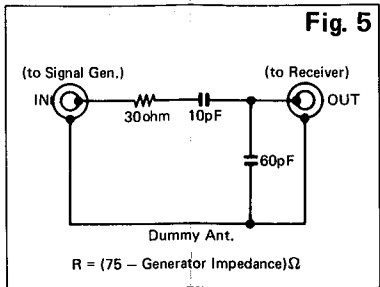 Fig. 5
(to Signal Gen.)
(to Receiver)
IN
OUT
30ohm
10pF
60pF
Dummy Ant.
R = (75 – Generator Impedance)Ω